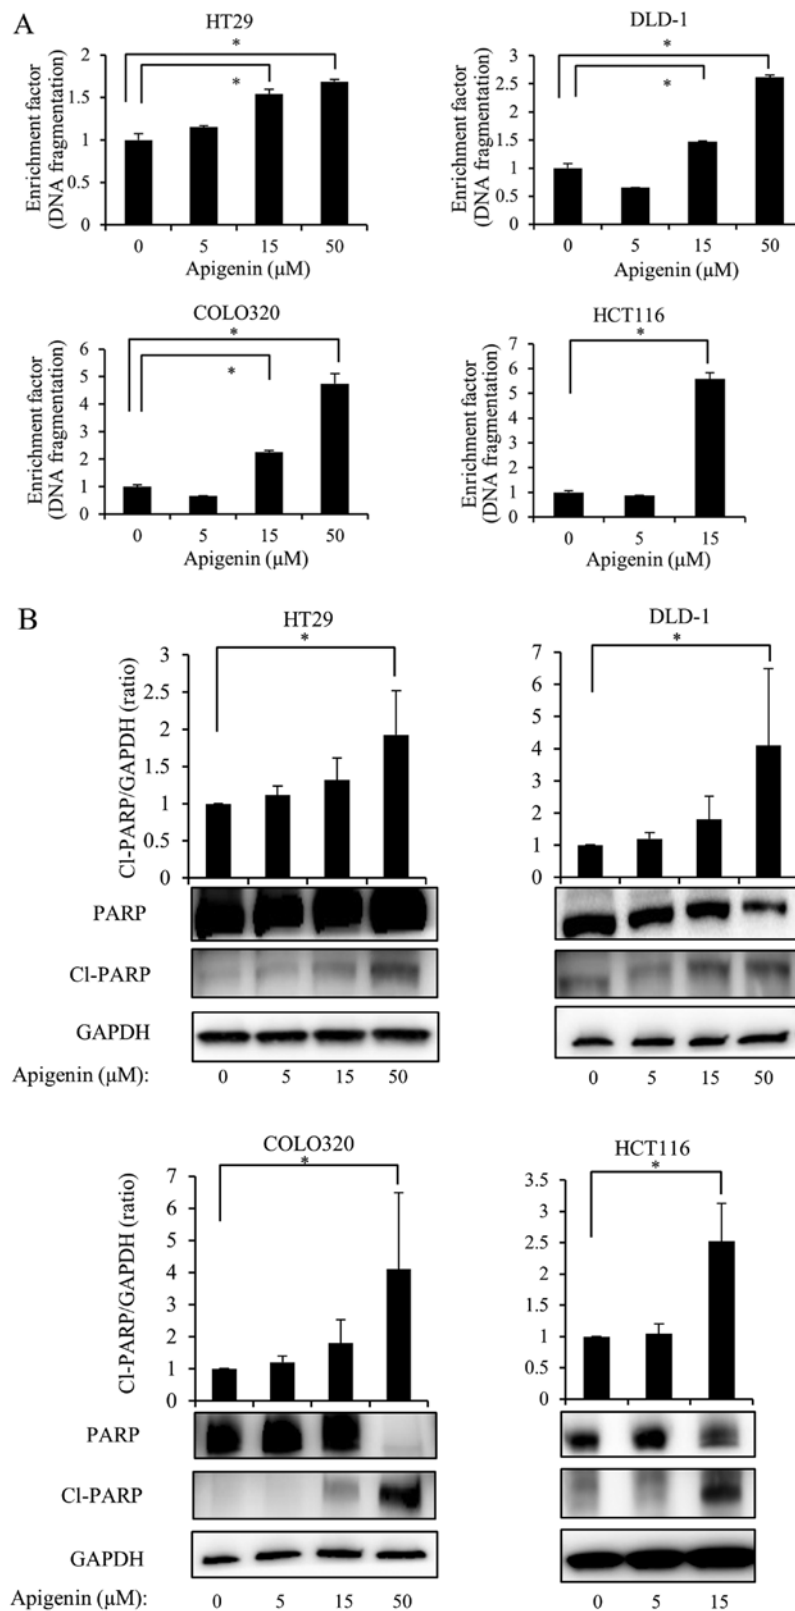 A
HT29
Enrichment factor
(DNA fragmentation)
2
1.5
1
0.5
0
*
*
0 5 15 50
Apigenin (µM)
DLD-1
Enrichment factor
(DNA fragmentation)
3
2.5
2
1.5
1
0.5
0
*
*
0 5 15 50
Apigenin (µM)
COLO320
Enrichment factor
(DNA fragmentation)
6
5
4
3
2
1
0
*
*
0 5 15 50
Apigenin (µM)
HCT116
Enrichment factor
(DNA fragmentation)
7
6
5
4
3
2
1
0
*
0 5 15
Apigenin (µM)
B
HT29
Cl-PARP/GAPDH (ratio)
3
2.5
2
1.5
1
0.5
0
*
DLD-1
7
6
5
4
3
2
1
0
*
PARP
Cl-PARP
GAPDH
Apigenin (µM): 0 5 15 50 0 5 15 50
COLO320
Cl-PARP/GAPDH (ratio)
7
6
5
4
3
2
1
0
*
HCT116
3.5
3
2.5
2
1.5
1
0.5
0
*
PARP
Cl-PARP
GAPDH
Apigenin (µM): 0 5 15 50 0 5 15